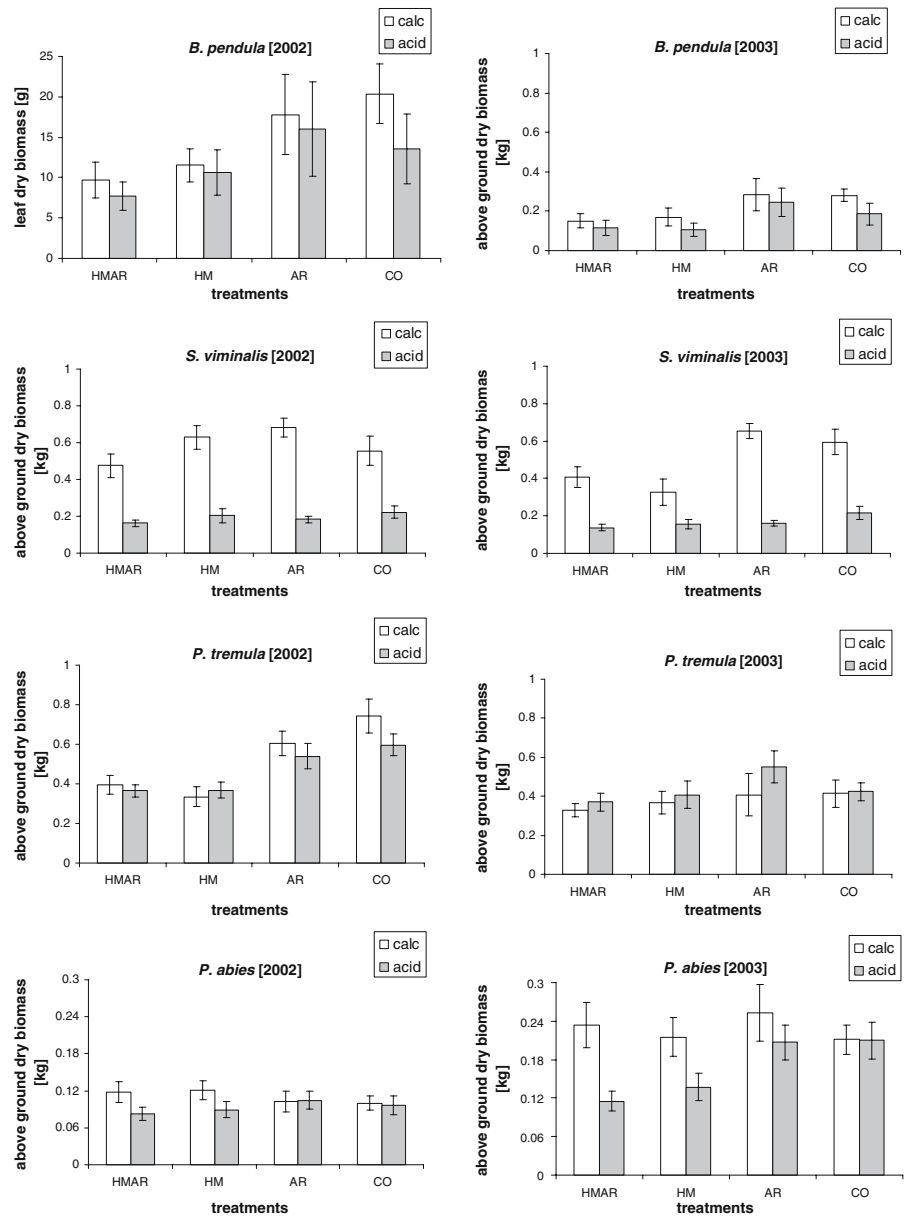 calc
acid
B. pendula [2002]
leaf dry biomass [g]
25
20
15
10
5
0
HMAR HM AR CO
treatments
calc
acid
B. pendula [2003]
above ground dry biomass
[kg]
1
0.8
0.6
0.4
0.2
0
HMAR HM AR CO
treatments
calc
acid
S. viminalis [2002]
above ground dry biomass
[kg]
1
0.8
0.6
0.4
0.2
0
HMAR HM AR CO
treatments
calc
acid
S. viminalis [2003]
above ground dry biomas
[kg]
1
0.8
0.6
0.4
0.2
0
HMAR HM AR CO
treatments
calc
acid
P. tremula [2002]
above ground dry biomass
[kg]
1
0.8
0.6
0.4
0.2
0
HMAR HM AR CO
treatments
calc
acid
P. tremula [2003]
above ground dry biomass
[kg]
1
0.8
0.6
0.4
0.2
0
HMAR HM AR CO
treatments
calc
acid
P. abies [2002]
above ground dry biomass
[kg]
0.3
0.24
0.18
0.12
0.06
0
HMAR HM AR CO
treatments
calc
acid
P. abies [2003]
above ground dry biomass
[kg]
0.3
0.24
0.18
0.12
0.06
0
HMAR HM AR CO
treatments